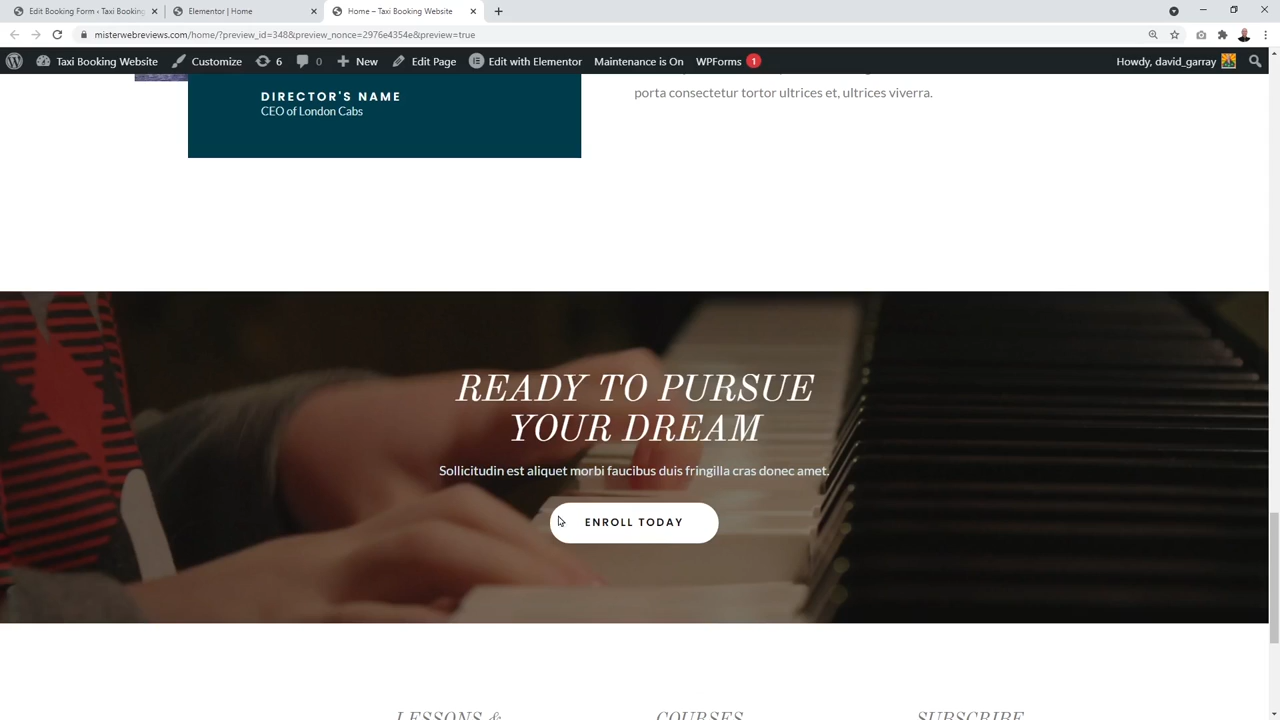 Edit Booking Form ‹ Taxi Booking
Elementor | Home
Home – Taxi Booking Website
misterwebreviews.com/home/?preview_id=348&preview_nonce=2976e4354e&preview=true
Taxi Booking Website
Customize
6
0
New
Edit Page
Edit with Elementor
Maintenance is On
WPForms
1
Howdy, david_garray
DIRECTOR'S NAME
CEO of London Cabs
porta consectetur tortor ultrices et, ultrices viverra.
READY TO PURSUE
YOUR DREAM
Sollicitudin est aliquet morbi faucibus duis fringilla cras donec amet.
ENROLL TODAY
LESSONS &
COURSES
SUBSCRIBE